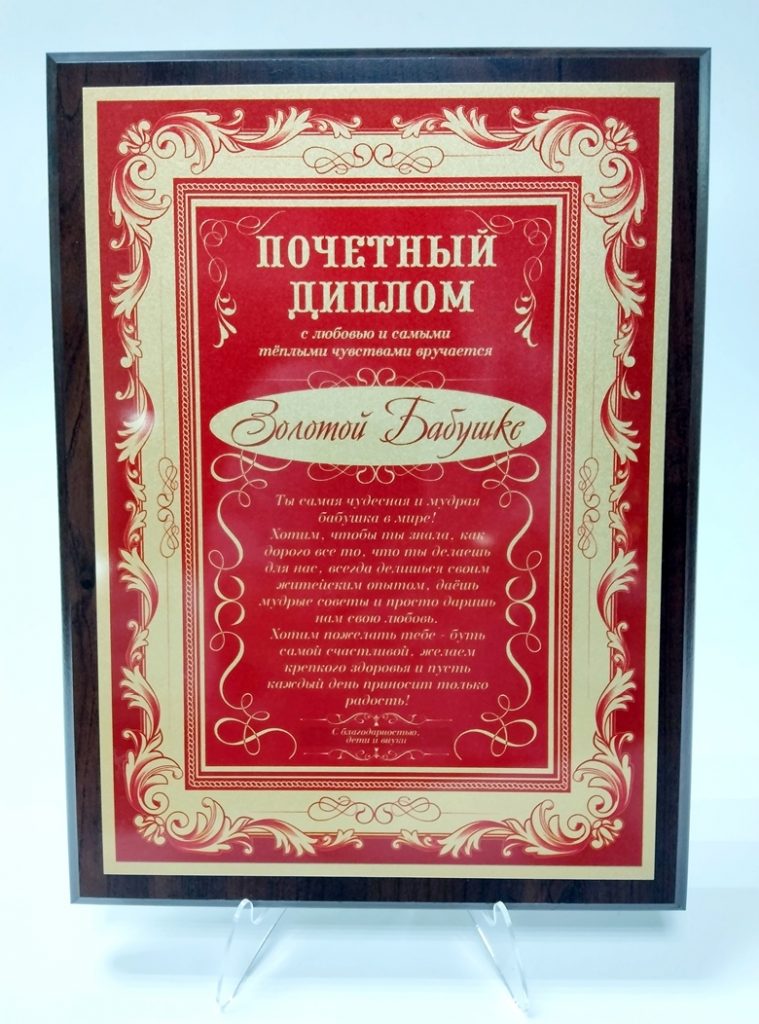 ПОЧЕТНЫЙ
ДИПЛОМ
с любовью и самыми
тёплыми чувствами вручается
Золотой Бабушке
Ты самая чудесная и мудрая
бабушка в мире!
Хотим, чтобы ты знала, как
дорого все то, что ты делаешь
для нас, всегда делишься своим
житейским опытом, даёшь
мудрые советы и просто даришь
нам свою любовь.
Хотим пожелать тебе - быть
самой счастливой, желаем
крепкого здоровья и пусть
каждый день приносит только
радость!
С благодарностью,
дети и внуки